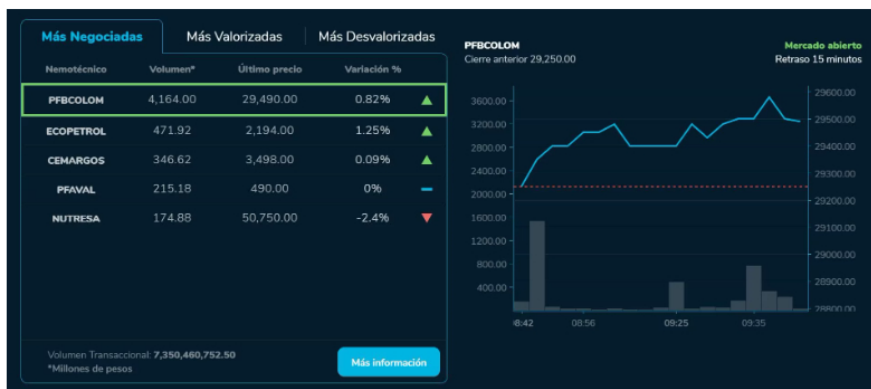 Más Negociadas Más Valorizadas Más Desvalorizadas
Nemotécnico Volumen* Último precio Variación %
PFBCOLOM 4,164.00 29,490.00 0.82%
ECOPETROL 471.92 2,194.00 1.25%
CEMARGOS 346.62 3,498.00 0.09%
PFAVAL 215.18 490.00 0%
NUTRESA 174.88 50,750.00 -2.4%
Volumen Transaccional: 7,350,460,752.50
*Millones de pesos
Más información
PFBCOLOM Mercado abierto
Cierre anterior 29,250.00 Retraso 15 minutos
3600.00 29600.00
3200.00 29500.00
2800.00 29400.00
2400.00 29300.00
2000.00 29200.00
1600.00 29100.00
1200.00 29000.00
800.00 28900.00
400.00 28800.00
8:42 08:56 09:25 09:35